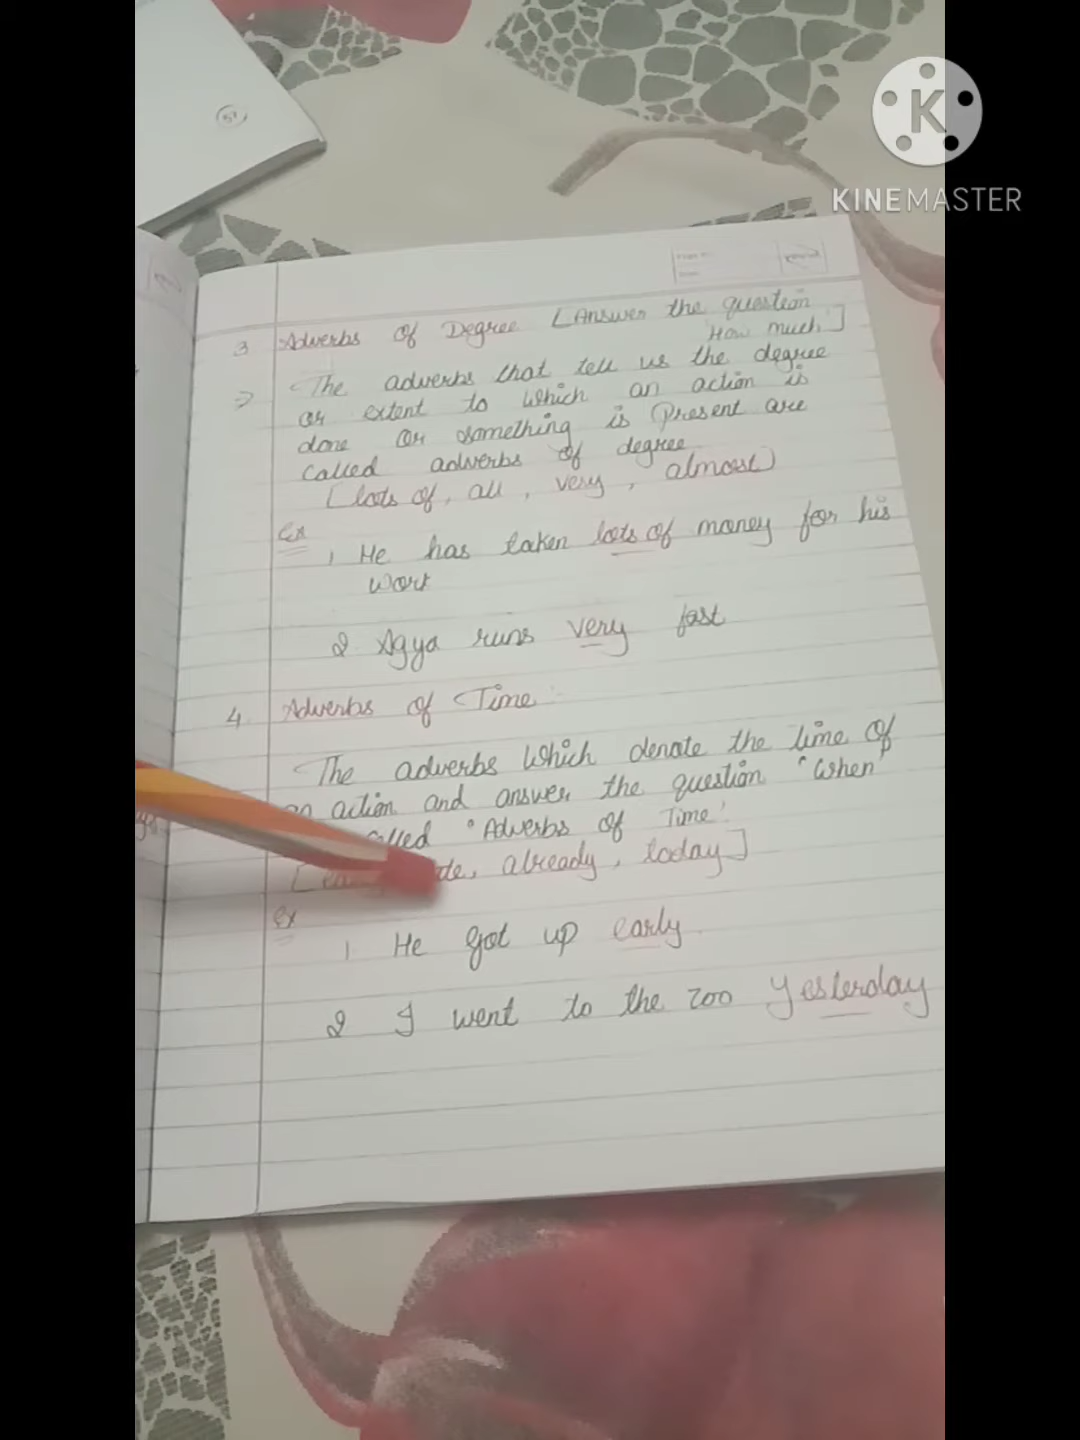 51
KINEMASTER
3 Adverbs of Degree [Answer the question
'How much']
⇒ The adverbs that tell us the degree
or extent to which an action is
done or something is present are
called adverbs of degree
[lots of, all, very, almost]
Ex
1 He has taken lots of money for his
work
2 Agya runs very fast
4 Adverbs of Time:
The adverbs which denote the time of
action and answer the question "when"
called "Adverbs of Time"
already, today]
Ex
1 He got up early.
2 I went to the zoo yesterday